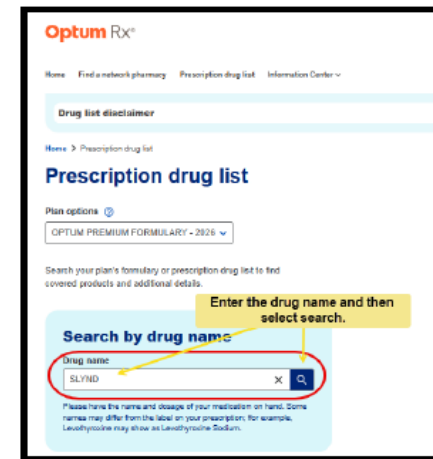 Optum Rx®
Home Find a network pharmacy Prescription drug list Information Center
Drug list disclaimer
Home > Prescription drug list
Prescription drug list
Plan options ?
OPTUM PREMIUM FORMULARY - 2026
Search your plan's formulary or prescription drug list to find
covered products and additional details.
Enter the drug name and then
select search.
Search by drug name
Drug name
SLYND X
Please have the name and dosage of your medication on hand. Some
names may differ from the label on your prescription; for example,
Levothyroxine may show as Levothyroxine Sodium.